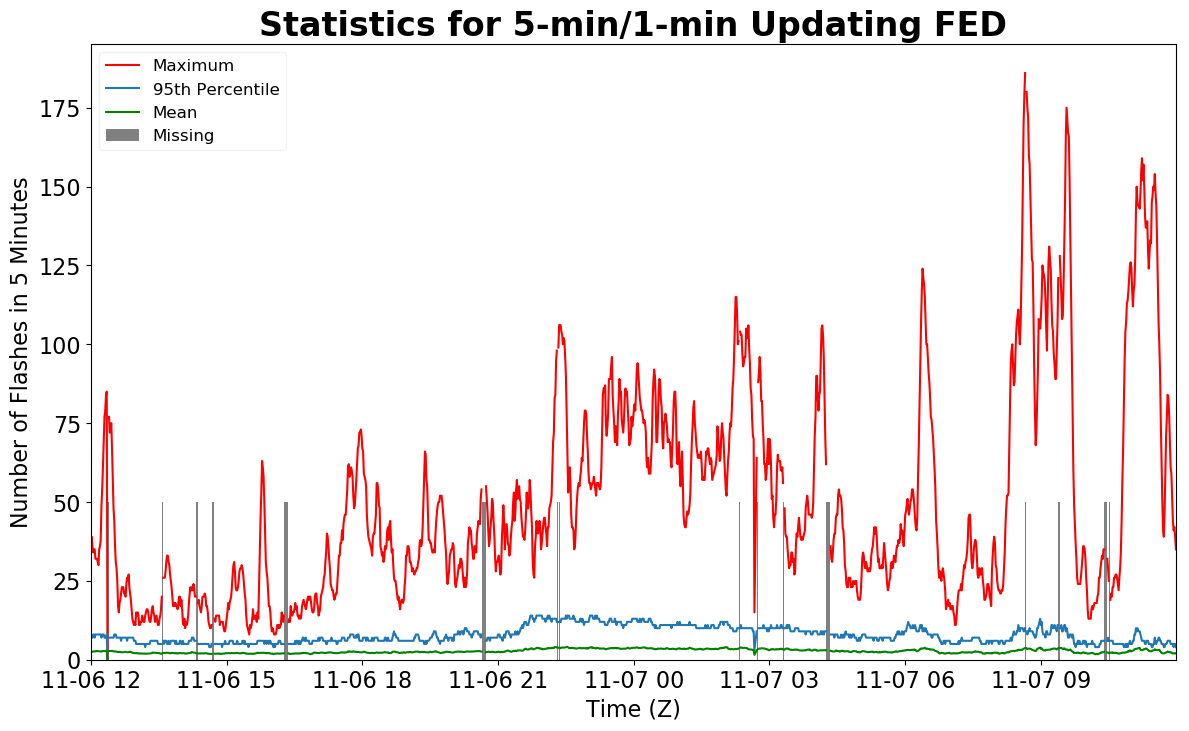 Statistics for 5-min/1-min Updating FED
Maximum
95th Percentile
Mean
Missing
Number of Flashes in 5 Minutes
175
150
125
100
75
50
25
0
11-06 12 11-06 15 11-06 18 11-06 21 11-07 00 11-07 03 11-07 06 11-07 09
Time (Z)